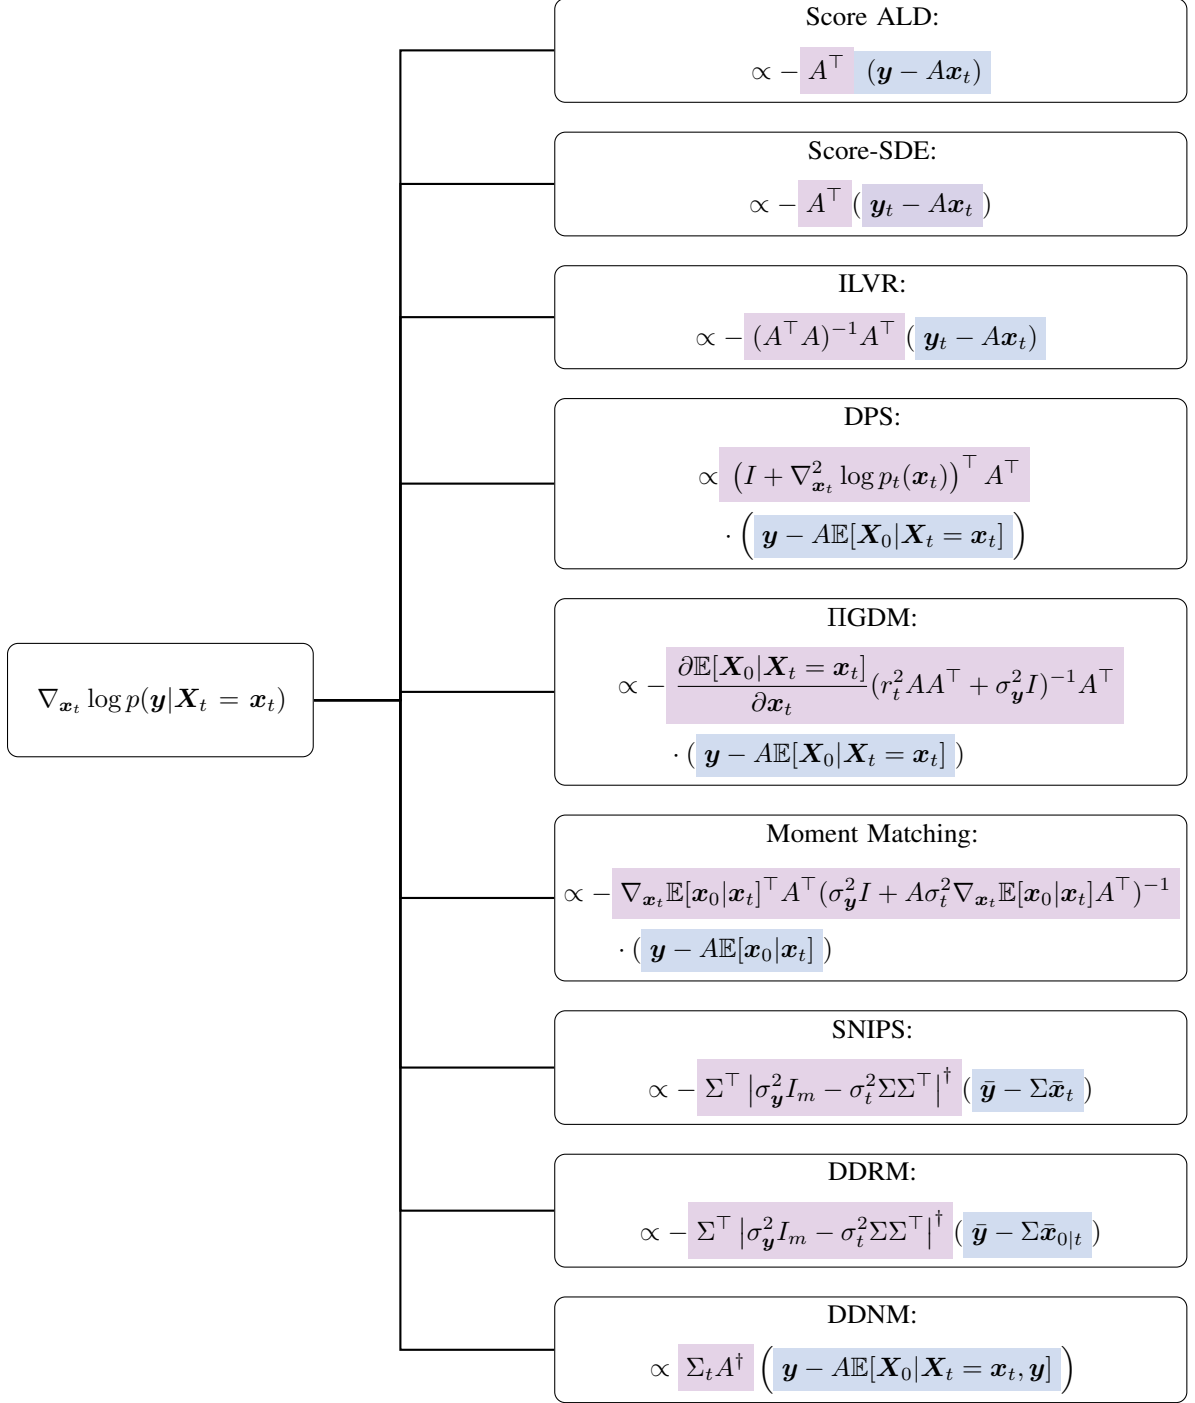 Score ALD:
∝ − A⊤ (y − Ax_t)
Score-SDE:
∝ − A⊤ ( y_t − Ax_t )
ILVR:
∝ − (A⊤A)⁻¹A⊤ ( y_t − Ax_t)
DPS:
∝ (I + ∇²_{x_t} log p_t(x_t))⊤ A⊤
· ( y − A𝔼[X_0|X_t = x_t] )
ΠGDM:
∝ − ∂𝔼[X_0|X_t = x_t]/∂x_t (r_t² AA⊤ + σ_y² I)⁻¹A⊤
· ( y − A𝔼[X_0|X_t = x_t] )
∇_{x_t} log p(y|X_t = x_t)
Moment Matching:
∝ − ∇_{x_t}𝔼[x_0|x_t]⊤A⊤(σ_y² I + Aσ_t²∇_{x_t}𝔼[x_0|x_t]A⊤)⁻¹
· ( y − A𝔼[x_0|x_t] )
SNIPS:
∝ − Σ⊤ |σ_y² I_m − σ_t² ΣΣ⊤|† ( ȳ − Σx̄_t )
DDRM:
∝ − Σ⊤ |σ_y² I_m − σ_t² ΣΣ⊤|† ( ȳ − Σx̄_{0|t} )
DDNM:
∝ Σ_t A† ( y − A𝔼[X_0|X_t = x_t, y] )